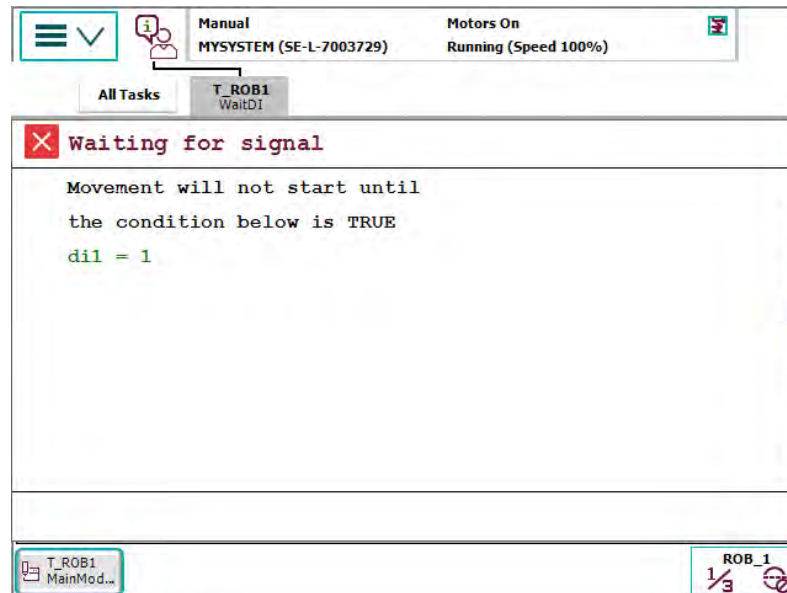 Manual
MYSYSTEM (SE-L-7003729)
Motors On
Running (Speed 100%)
All Tasks
T_ROB1
WaitDI
Waiting for signal
Movement will not start until
the condition below is TRUE
di1 = 1
T_ROB1
MainMod...
ROB_1
1/3